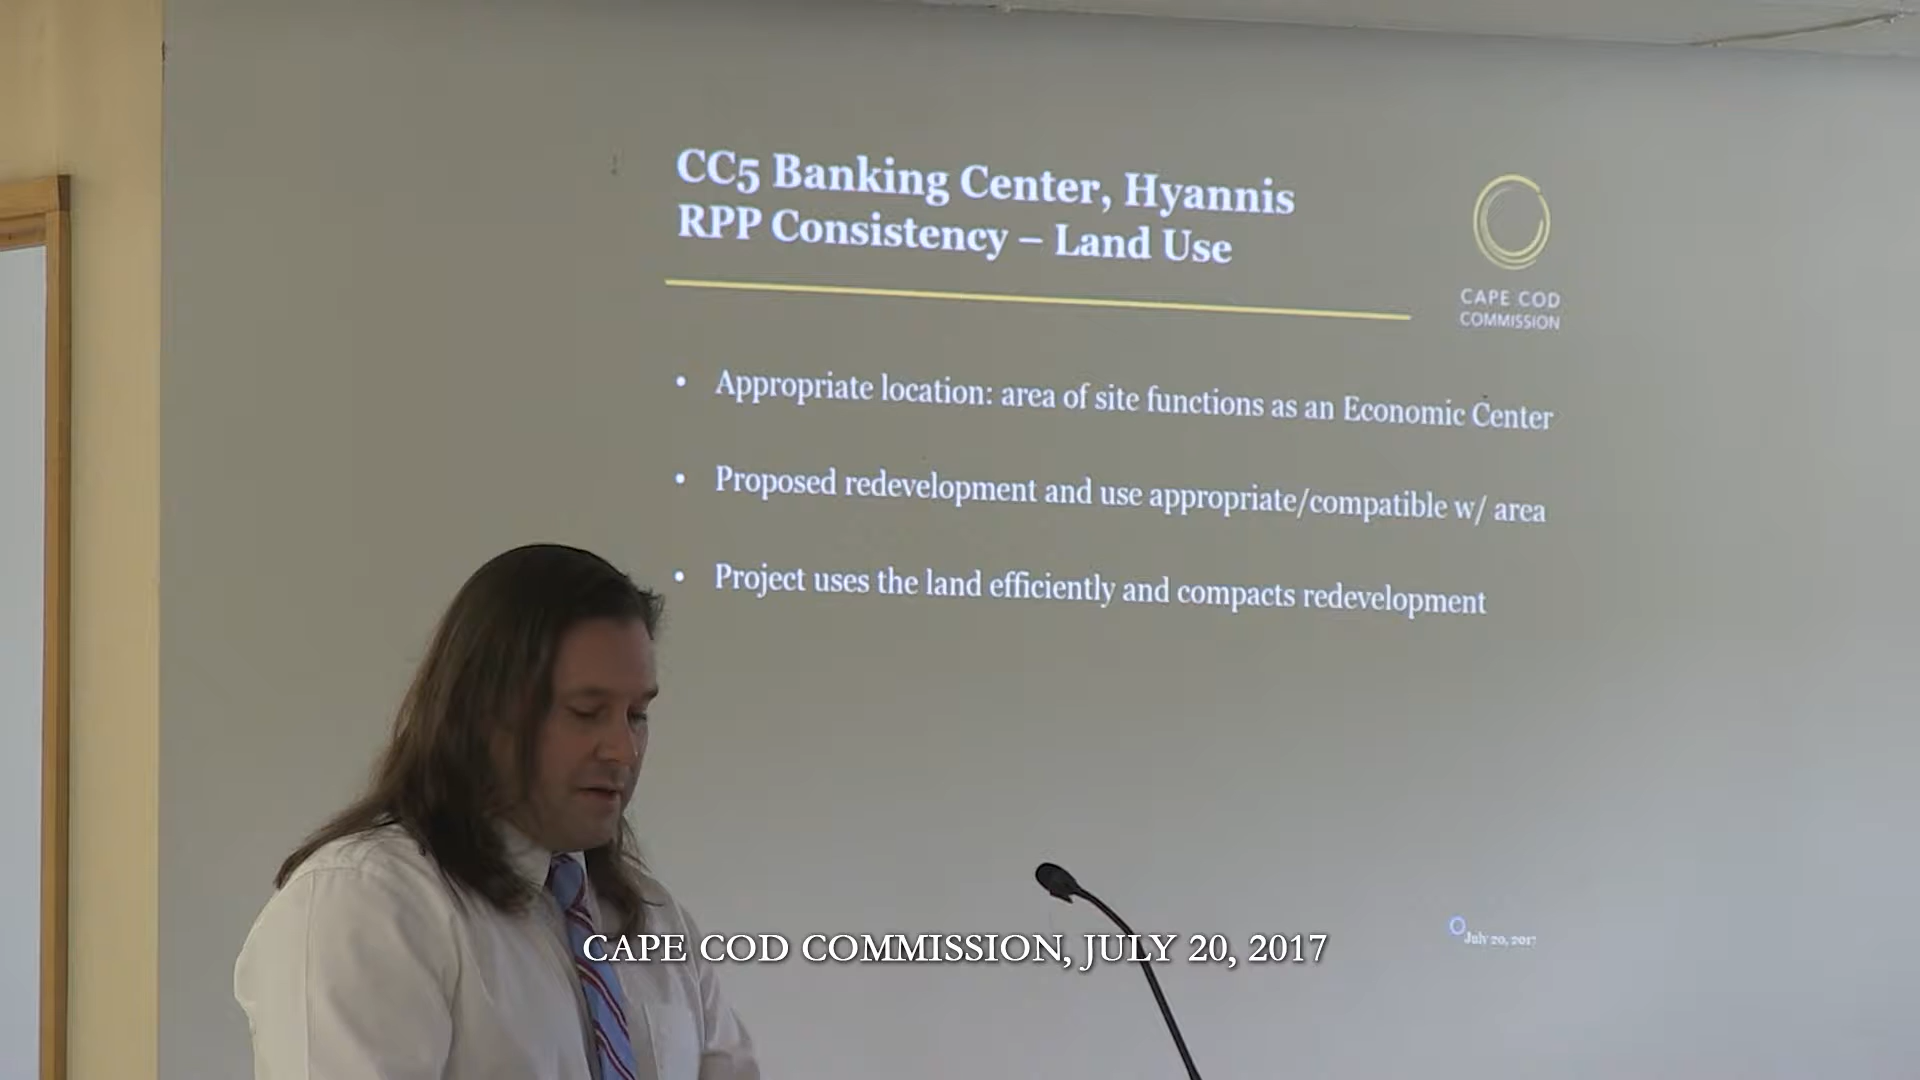 CC5 Banking Center, Hyannis
RPP Consistency – Land Use
CAPE COD
COMMISSION
• Appropriate location: area of site functions as an Economic Center
• Proposed redevelopment and use appropriate/compatible w/ area
• Project uses the land efficiently and compacts redevelopment
July 20, 2017
CAPE COD COMMISSION, JULY 20, 2017